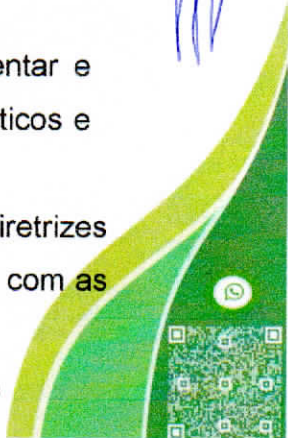 entar e
ticos e
iretrizes
com as